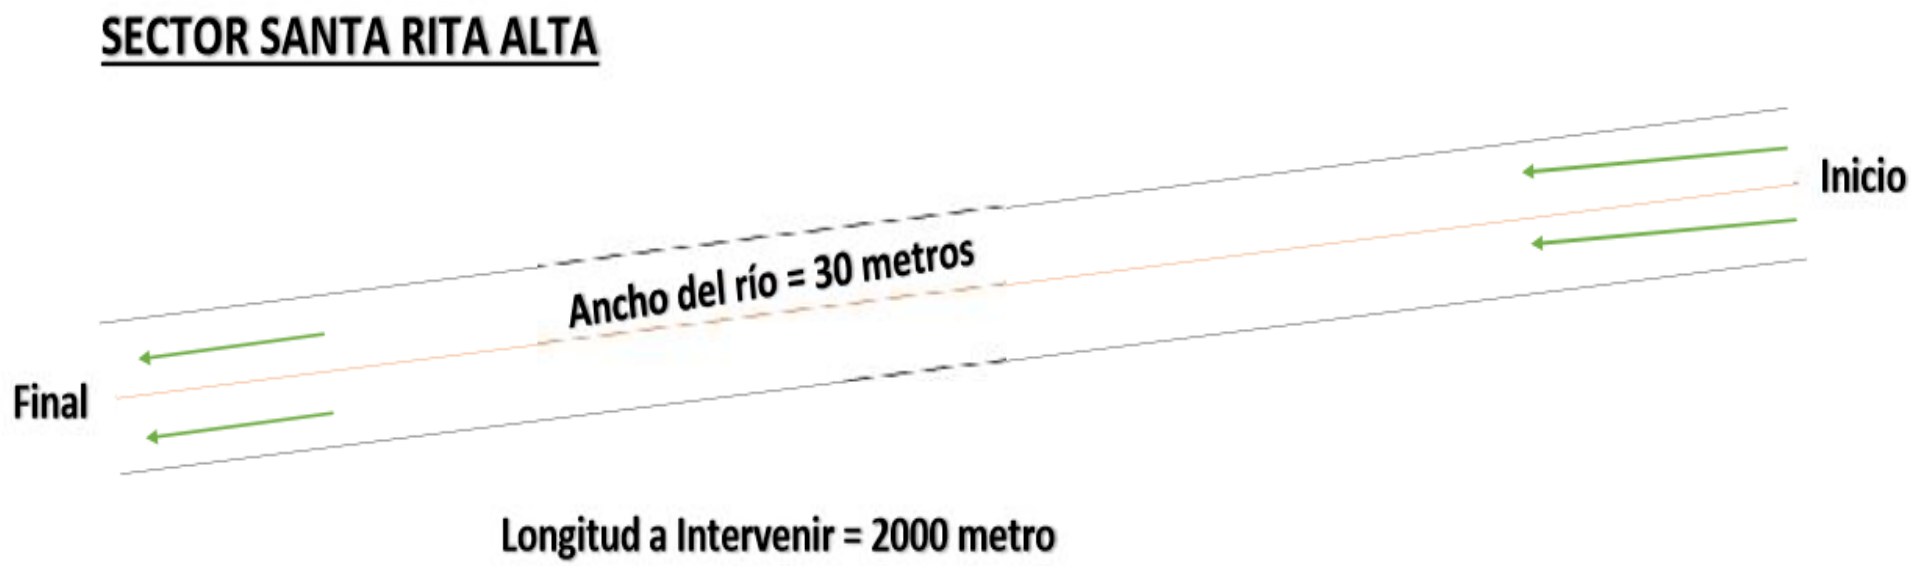 SECTOR SANTA RITA ALTA
Inicio
Ancho del río = 30 metros
Final
Longitud a Intervenir = 2000 metro